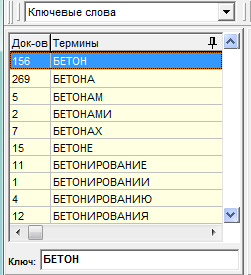 Ключевые слова
Док-ов Термины
156 БЕТОН
269 БЕТОНА
5 БЕТОНАМ
2 БЕТОНАМИ
7 БЕТОНАХ
15 БЕТОНЕ
11 БЕТОНИРОВАНИЕ
1 БЕТОНИРОВАНИИ
4 БЕТОНИРОВАНИЮ
12 БЕТОНИРОВАНИЯ
Ключ: БЕТОН